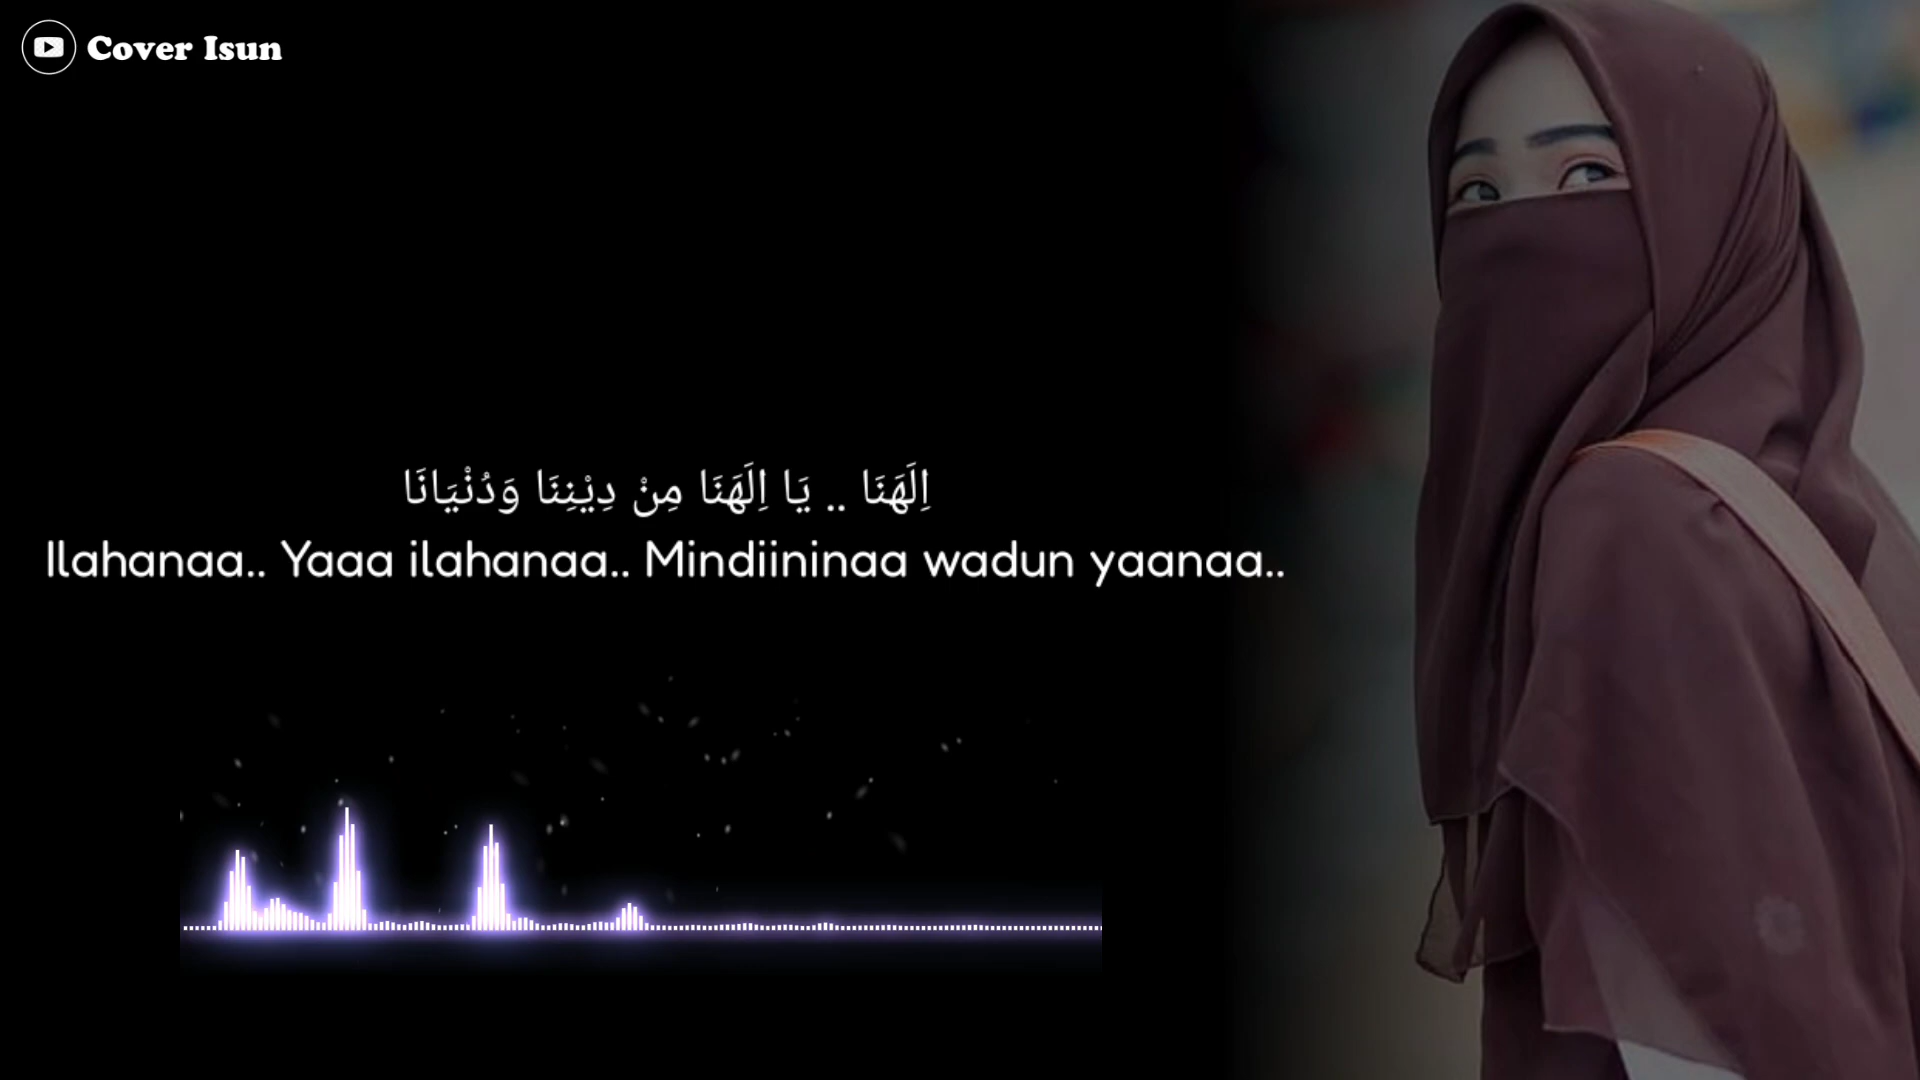 Cover Isun
اِلَهَنَا .. يَا اِلَهَنَا مِنْ دِيْنِنَا وَدُنْيَانَا
Ilahanaa.. Yaaa ilahanaa.. Mindiininaa wadun yaanaa..